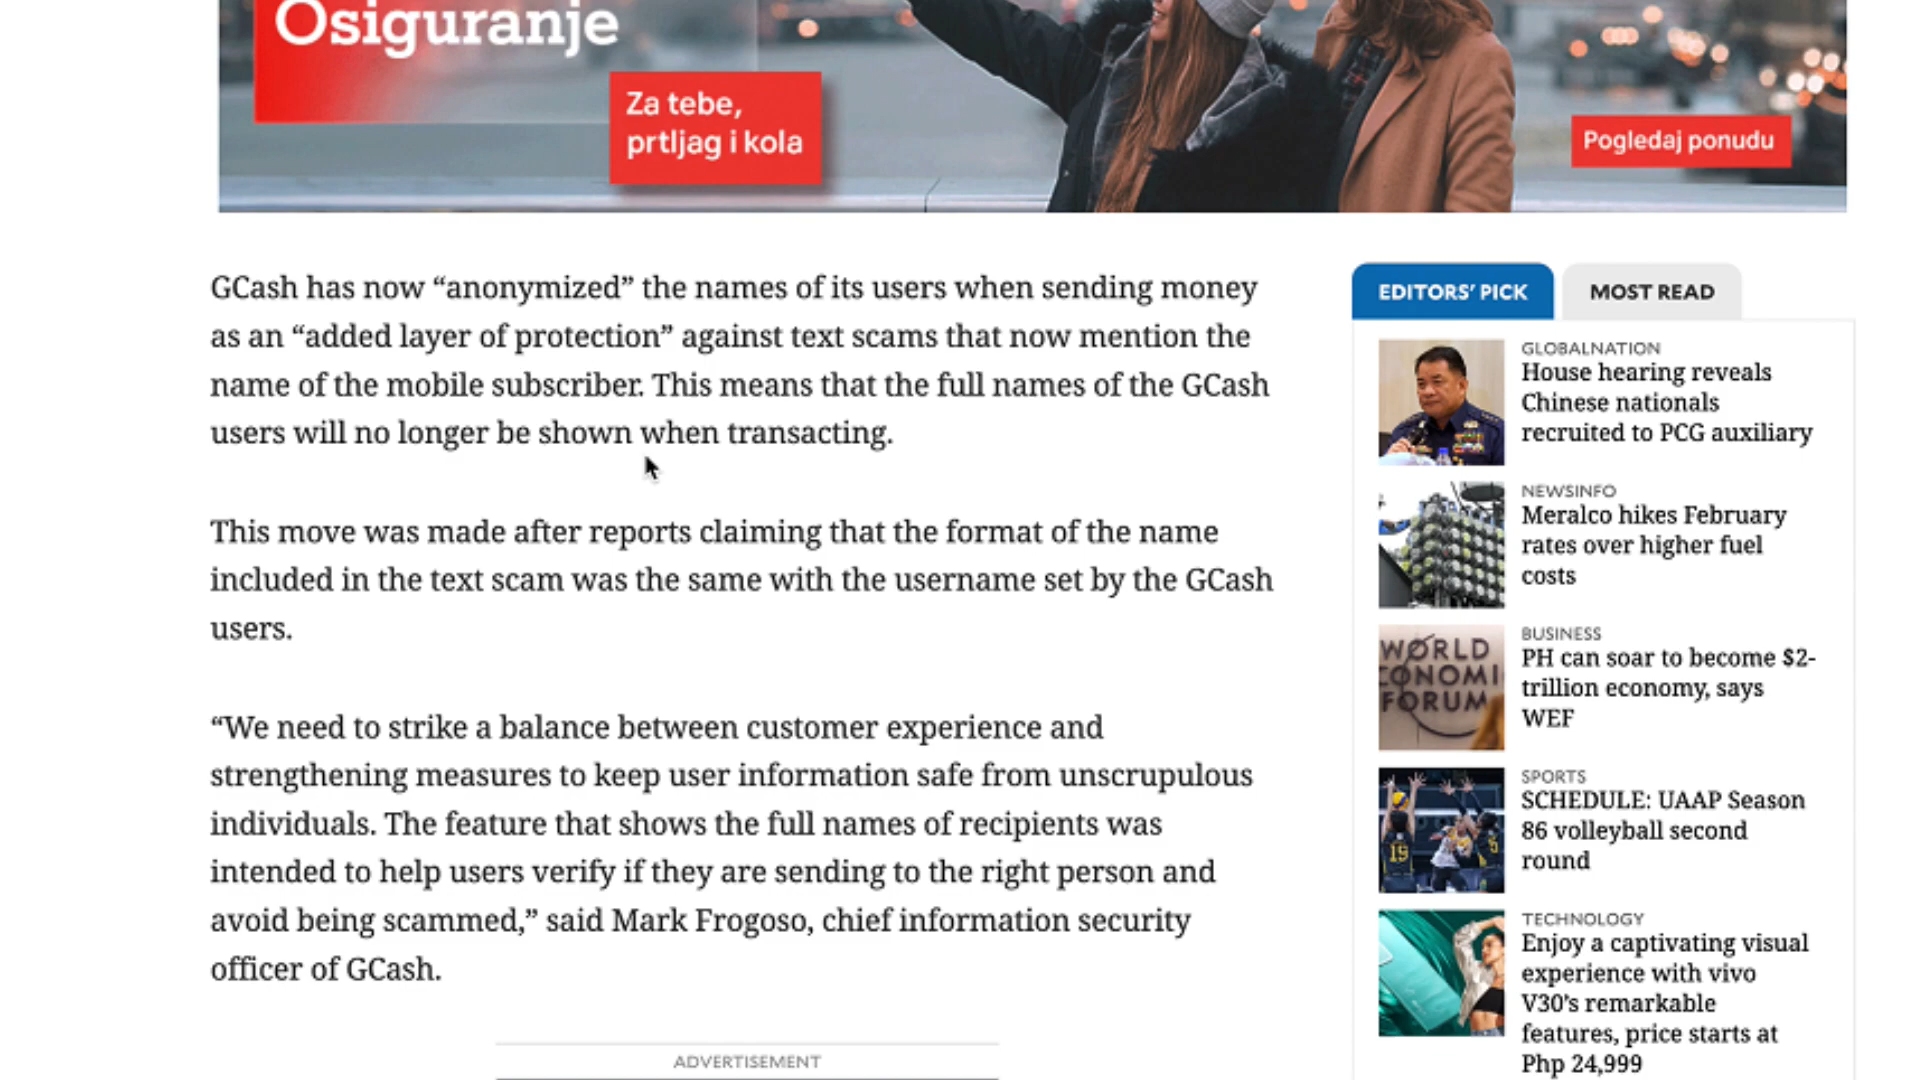 Osiguranje
Za tebe,
prtljag i kola
Pogledaj ponudu
GCash has now “anonymized” the names of its users when sending money
as an “added layer of protection” against text scams that now mention the
name of the mobile subscriber. This means that the full names of the GCash
users will no longer be shown when transacting.
This move was made after reports claiming that the format of the name
included in the text scam was the same with the username set by the GCash
users.
“We need to strike a balance between customer experience and
strengthening measures to keep user information safe from unscrupulous
individuals. The feature that shows the full names of recipients was
intended to help users verify if they are sending to the right person and
avoid being scammed,” said Mark Frogoso, chief information security
officer of GCash.
ADVERTISEMENT
EDITORS’ PICK
MOST READ
GLOBALNATION
House hearing reveals
Chinese nationals
recruited to PCG auxiliary
NEWSINFO
Meralco hikes February
rates over higher fuel
costs
WORLD
ECONOMI
FORUM
BUSINESS
PH can soar to become $2-
trillion economy, says
WEF
15
SPORTS
SCHEDULE: UAAP Season
86 volleyball second
round
TECHNOLOGY
Enjoy a captivating visual
experience with vivo
V30’s remarkable
features, price starts at
Php 24,999